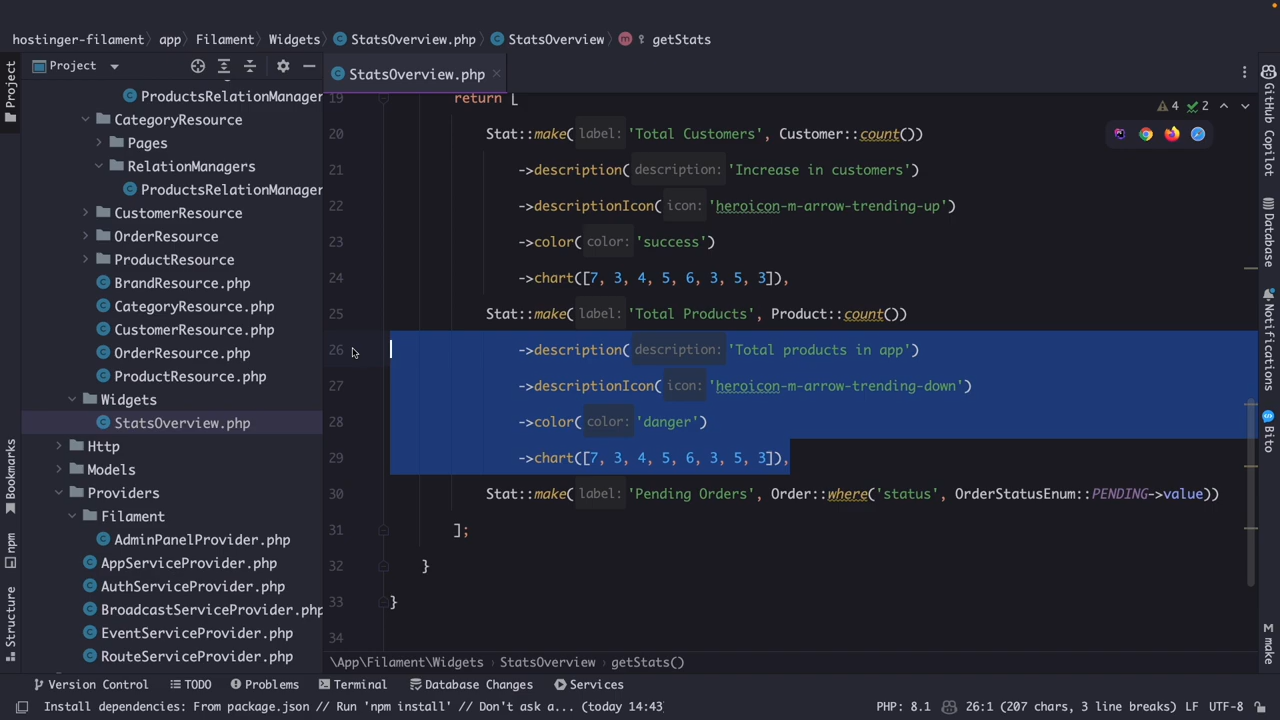 hostinger-filament app Filament Widgets StatsOverview.php StatsOverview getStats
Project
StatsOverview.php
Project
Bookmarks
npm
Structure
ProductsRelationManager
CategoryResource
Pages
RelationManagers
ProductsRelationManager
CustomerResource
OrderResource
ProductResource
BrandResource.php
CategoryResource.php
CustomerResource.php
OrderResource.php
ProductResource.php
Widgets
StatsOverview.php
Http
Models
Providers
Filament
AdminPanelProvider.php
AppServiceProvider.php
AuthServiceProvider.php
BroadcastServiceProvider.php
EventServiceProvider.php
RouteServiceProvider.php
19 return [
4 2
20 Stat::make( label: 'Total Customers', Customer::count())
21 ->description( description: 'Increase in customers')
22 ->descriptionIcon( icon: 'heroicon-m-arrow-trending-up')
23 ->color( color: 'success')
24 ->chart([7, 3, 4, 5, 6, 3, 5, 3]),
25 Stat::make( label: 'Total Products', Product::count())
26 ->description( description: 'Total products in app')
27 ->descriptionIcon( icon: 'heroicon-m-arrow-trending-down')
28 ->color( color: 'danger')
29 ->chart([7, 3, 4, 5, 6, 3, 5, 3]),
30 Stat::make( label: 'Pending Orders', Order::where('status', OrderStatusEnum::PENDING->value))
31 ];
32 }
33 }
34
GitHub Copilot
Database
Notifications
Bito
M make
\App\Filament\Widgets StatsOverview getStats()
Version Control TODO Problems Terminal Database Changes Services
Install dependencies: From package.json // Run 'npm install' // Don't ask a... (today 14:43) PHP: 8.1 26:1 (207 chars, 3 line breaks) LF UTF-8